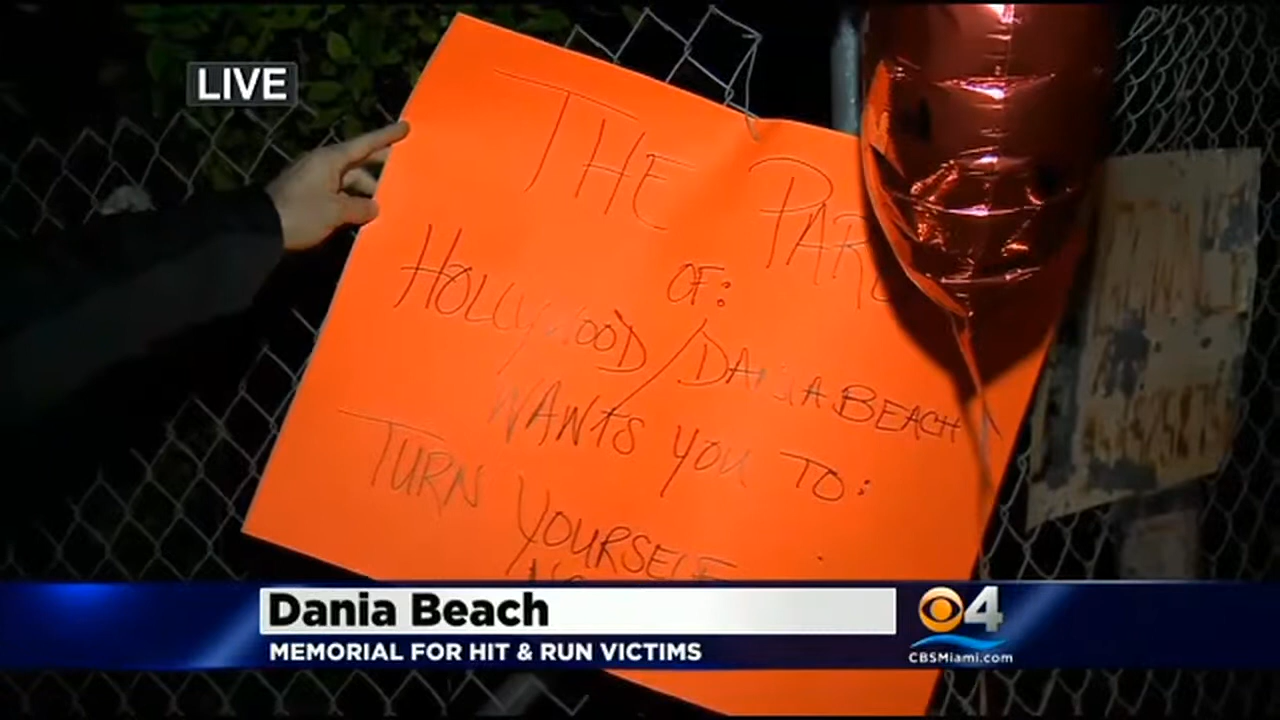 LIVE
THE PAR
OF:
HOLLYWOOD/DANIA BEACH
WANTS YOU TO:
TURN YOURSELF
Dania Beach
MEMORIAL FOR HIT & RUN VICTIMS
4
CBSMiami.com